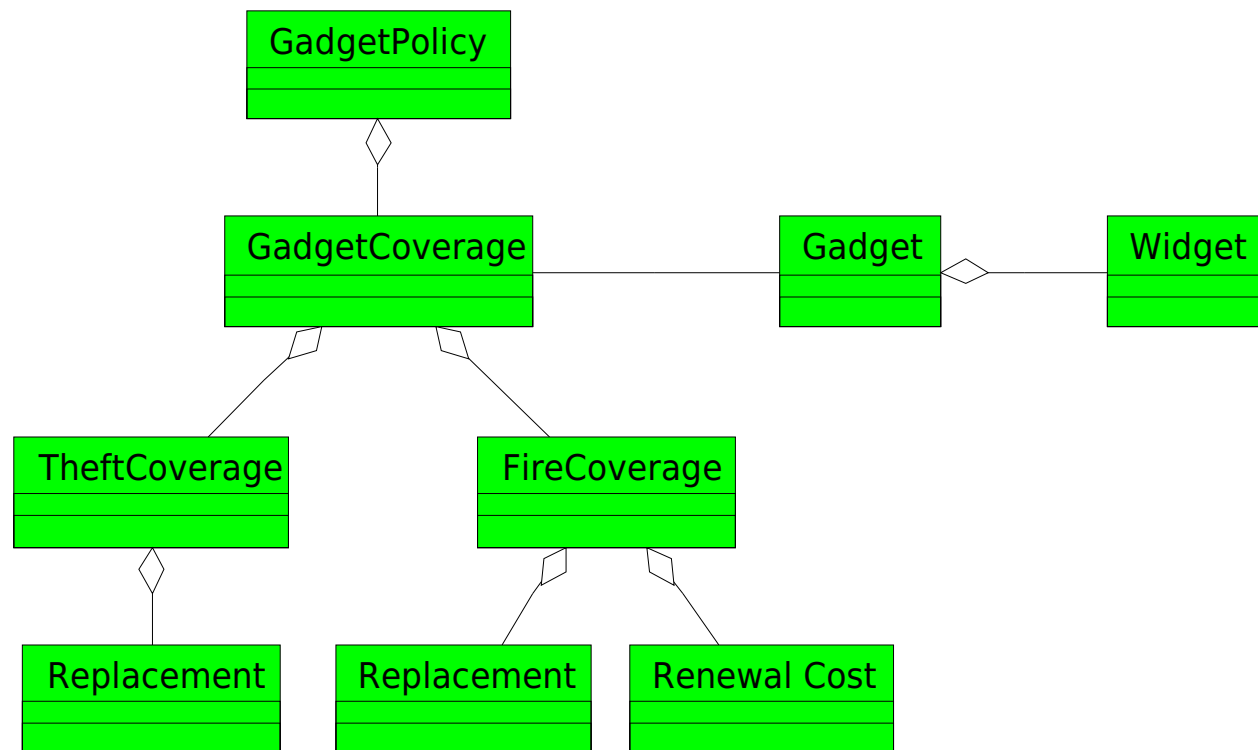 GadgetPolicy
GadgetCoverage
Gadget
Widget
TheftCoverage
FireCoverage
Replacement
Replacement
Renewal Cost